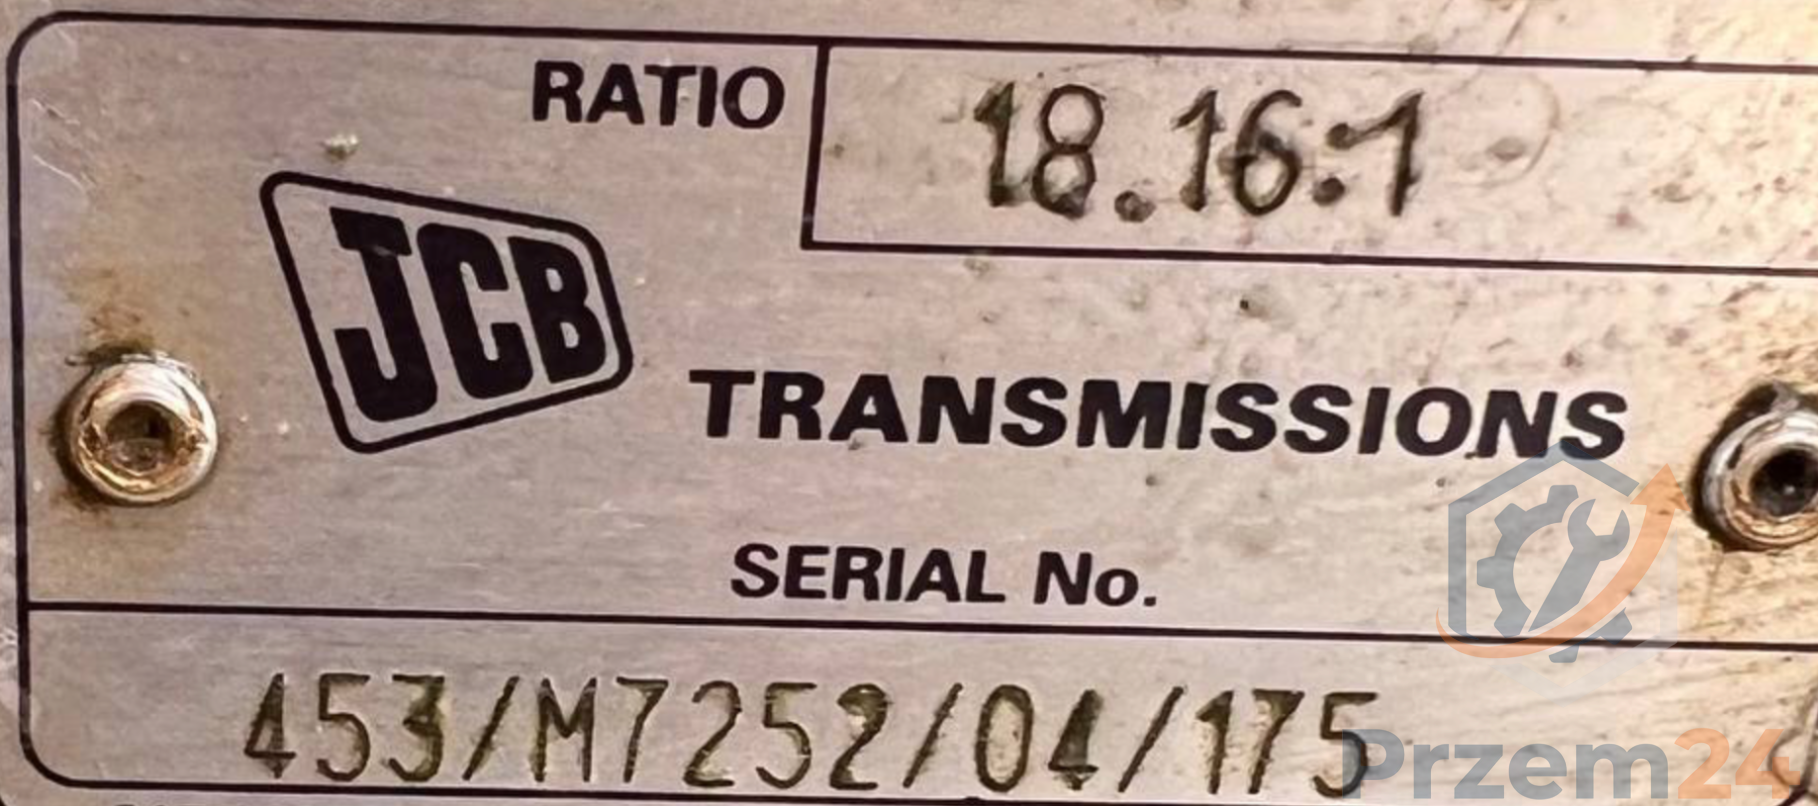 RATIO 18.16:1
JCB
TRANSMISSIONS
SERIAL No.
453/M7252/04/175
Przem24